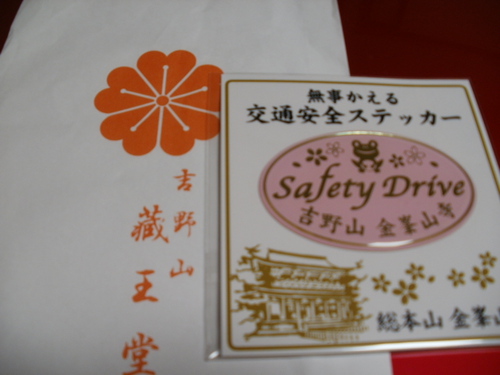 吉野山
藏王堂
無事かえる
交通安全ステッカー
Safety Drive
吉野山 金峯山寺
総本山 金峯山